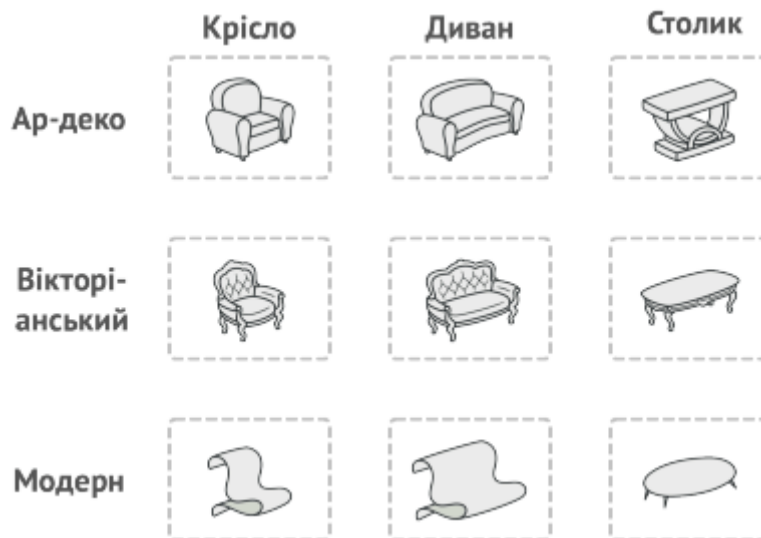 Крісло Диван Столик
Ар-деко
Вікторі-
анський
Модерн